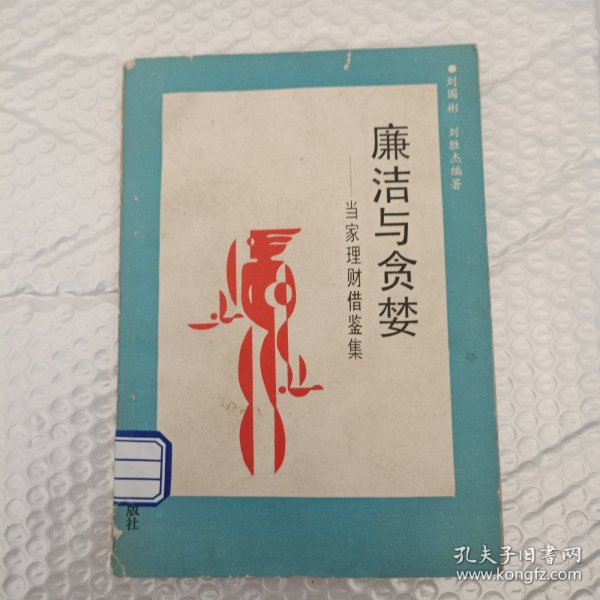 廉洁与贪婪
——当家理财借鉴集
●刘国彬 刘胜杰编著
版社
孔夫子旧书网
www.kongfz.com